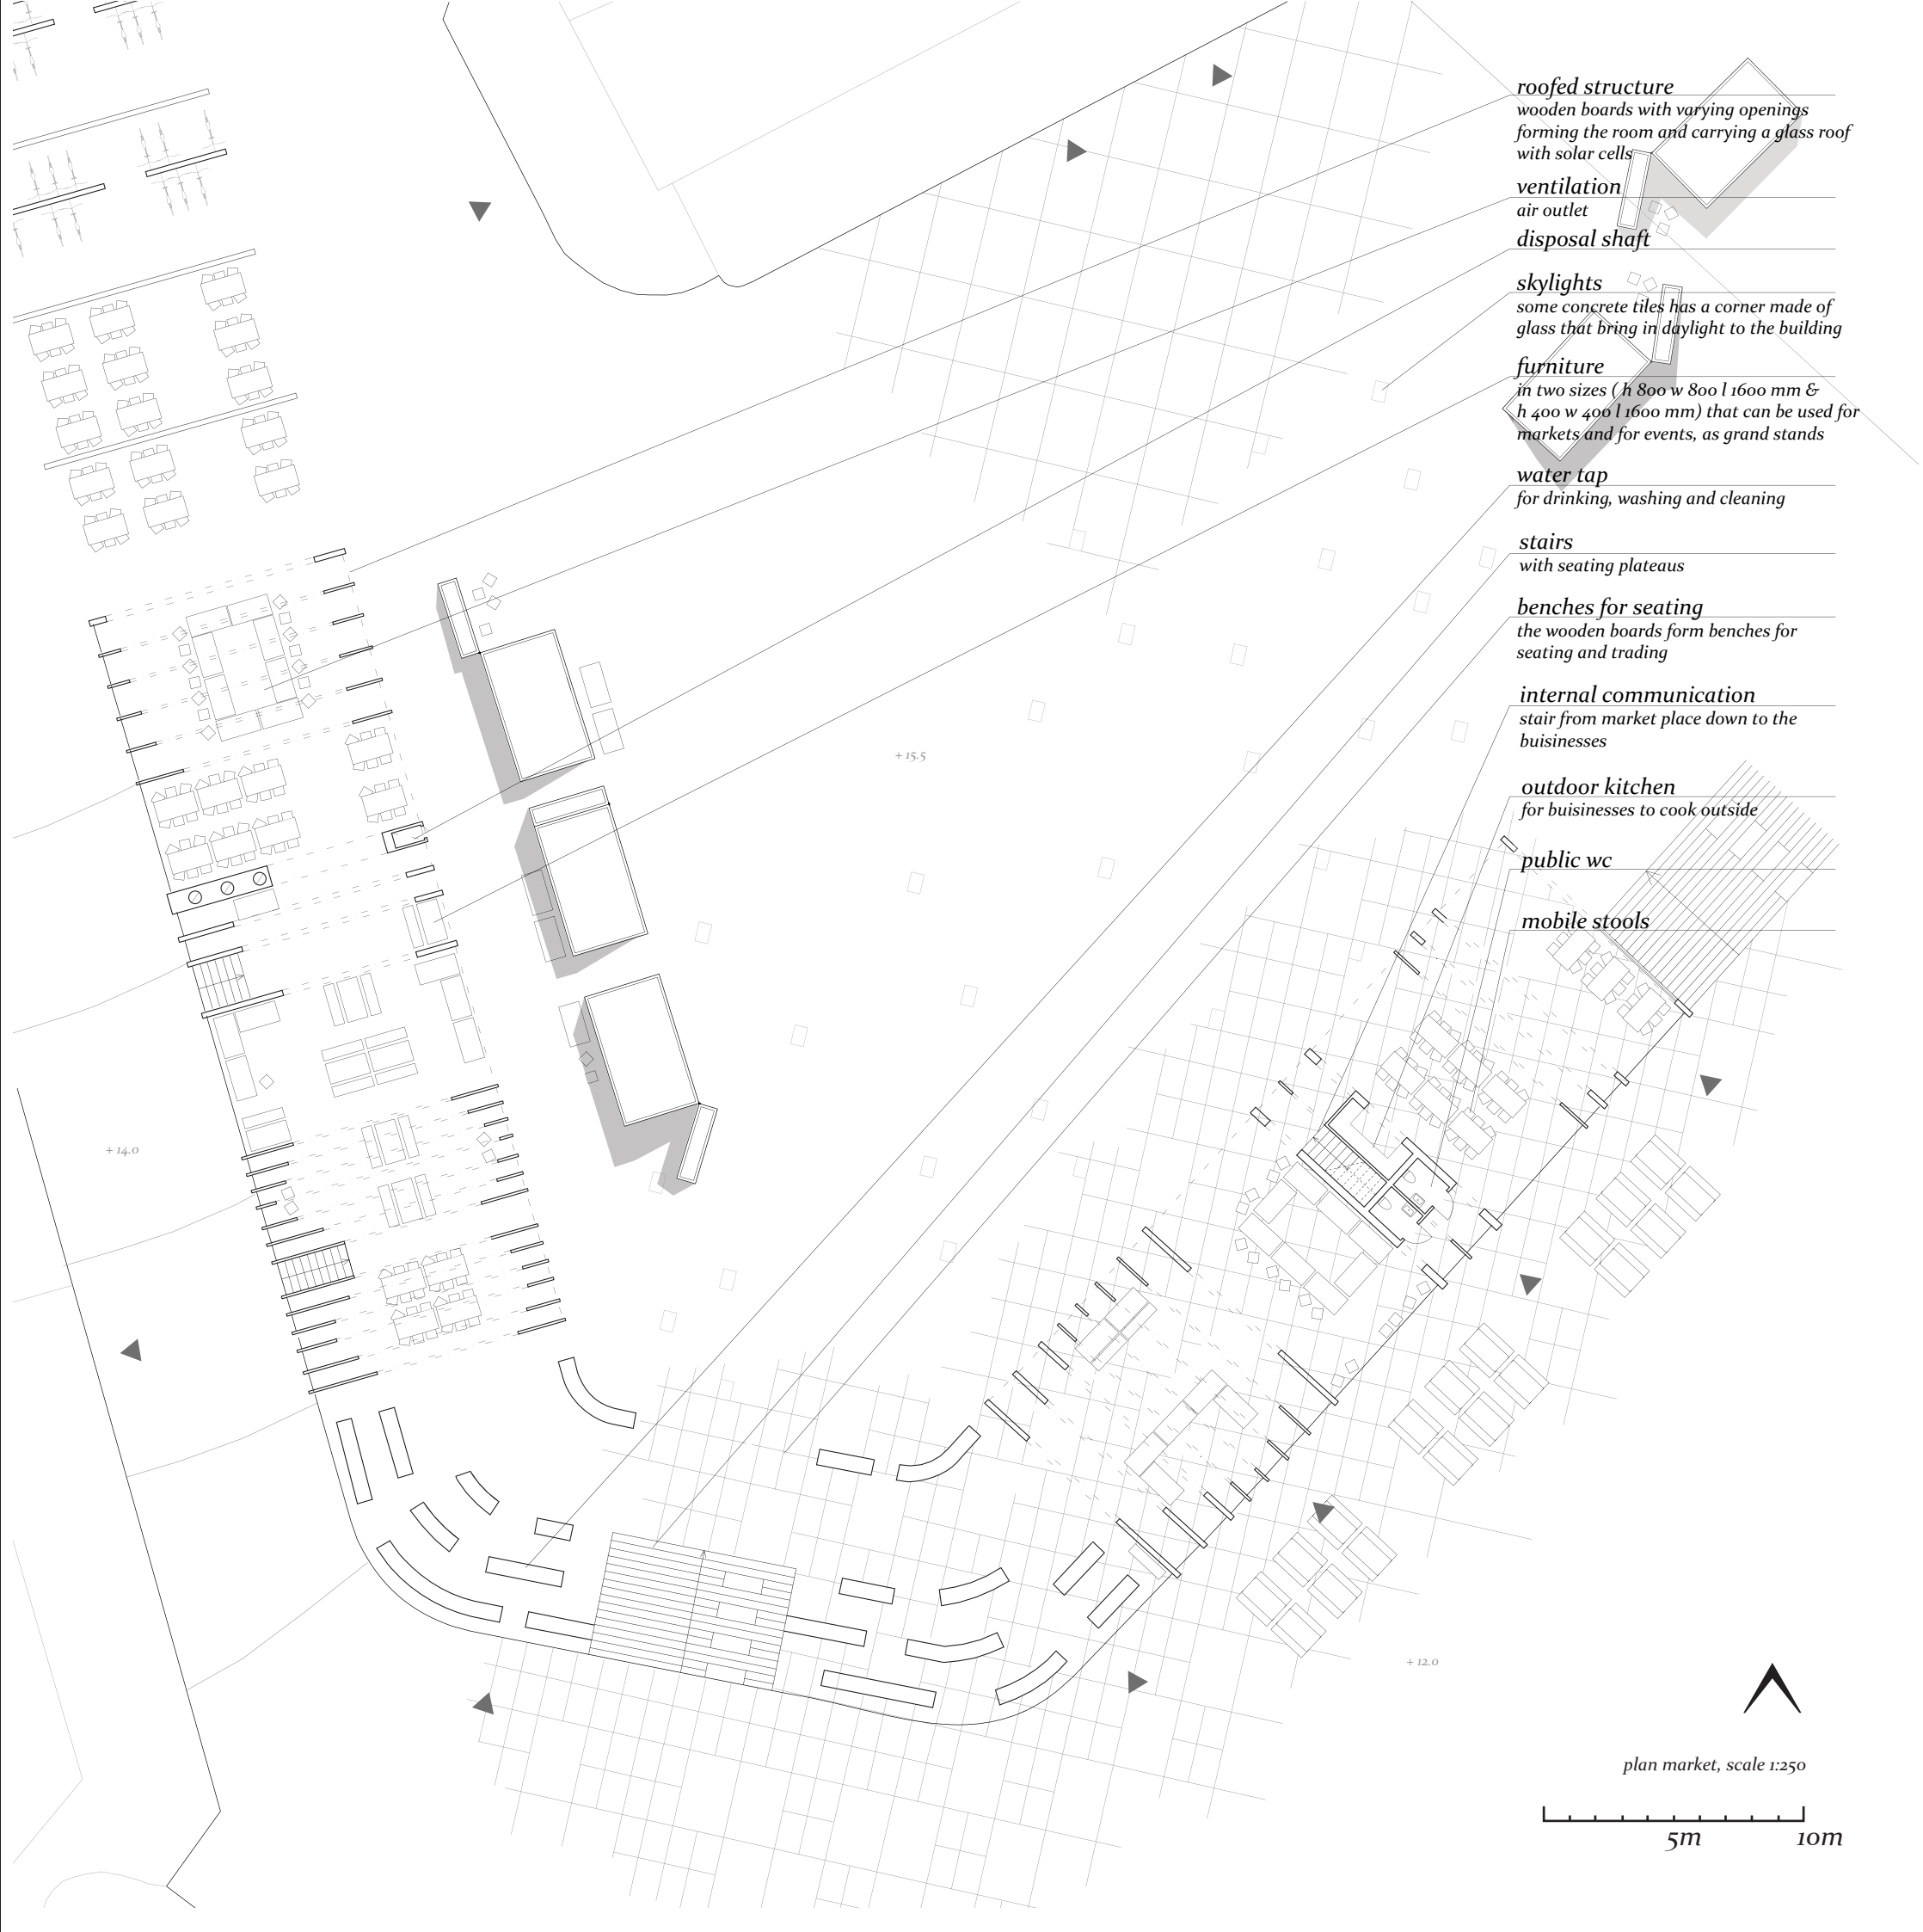 roofed structure
wooden boards with varying openings
forming the room and carrying a glass roof
with solar cells
ventilation
air outlet
disposal shaft
skylights
some concrete tiles has a corner made of
glass that bring in daylight to the building
furniture
in two sizes ( h 800 w 800 l 1600 mm &
h 400 w 400 l 1600 mm) that can be used for
markets and for events, as grand stands
water tap
for drinking, washing and cleaning
stairs
with seating plateaus
benches for seating
the wooden boards form benches for
seating and trading
internal communication
stair from market place down to the
buisinesses
outdoor kitchen
for buisinesses to cook outside
public wc
mobile stools
+ 15.5
+ 14.0
+ 12.0
plan market, scale 1:250
5m 10m